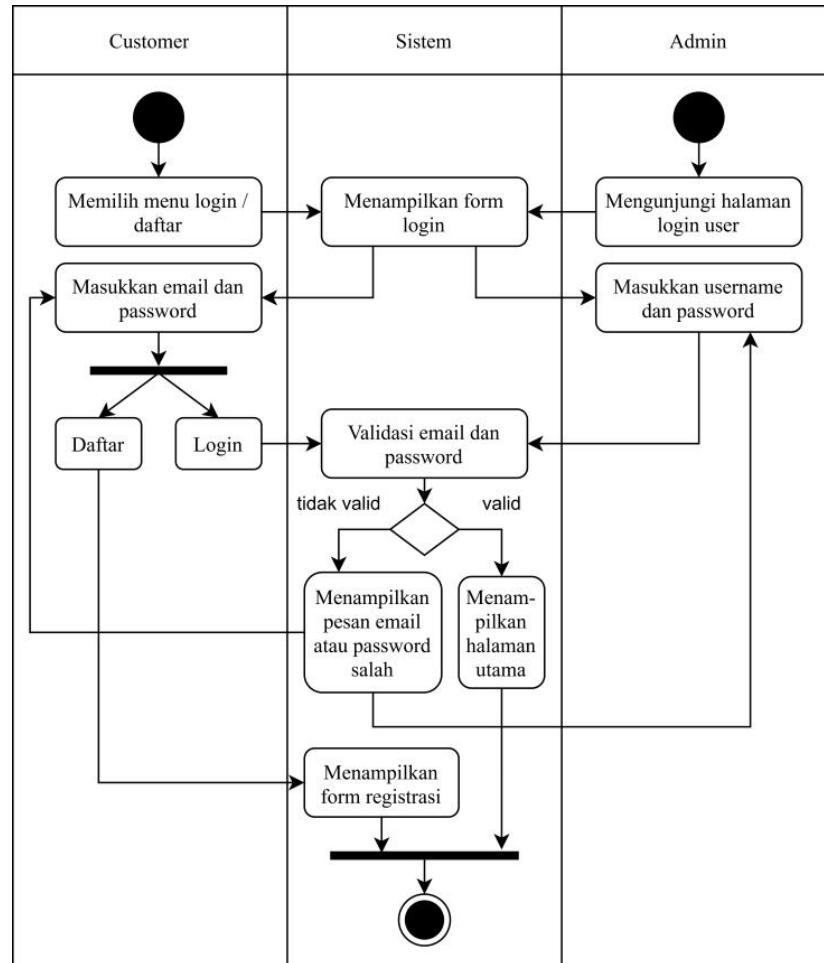 Customer
Sistem
Admin
Memilih menu login /
daftar
Menampilkan form
login
Mengunjungi halaman
login user
Masukkan email dan
password
Masukkan username
dan password
Daftar
Login
Validasi email dan
password
tidak valid
valid
Menampilkan
pesan email
atau password
salah
Menam-
pilkan
halaman
utama
Menampilkan
form registrasi